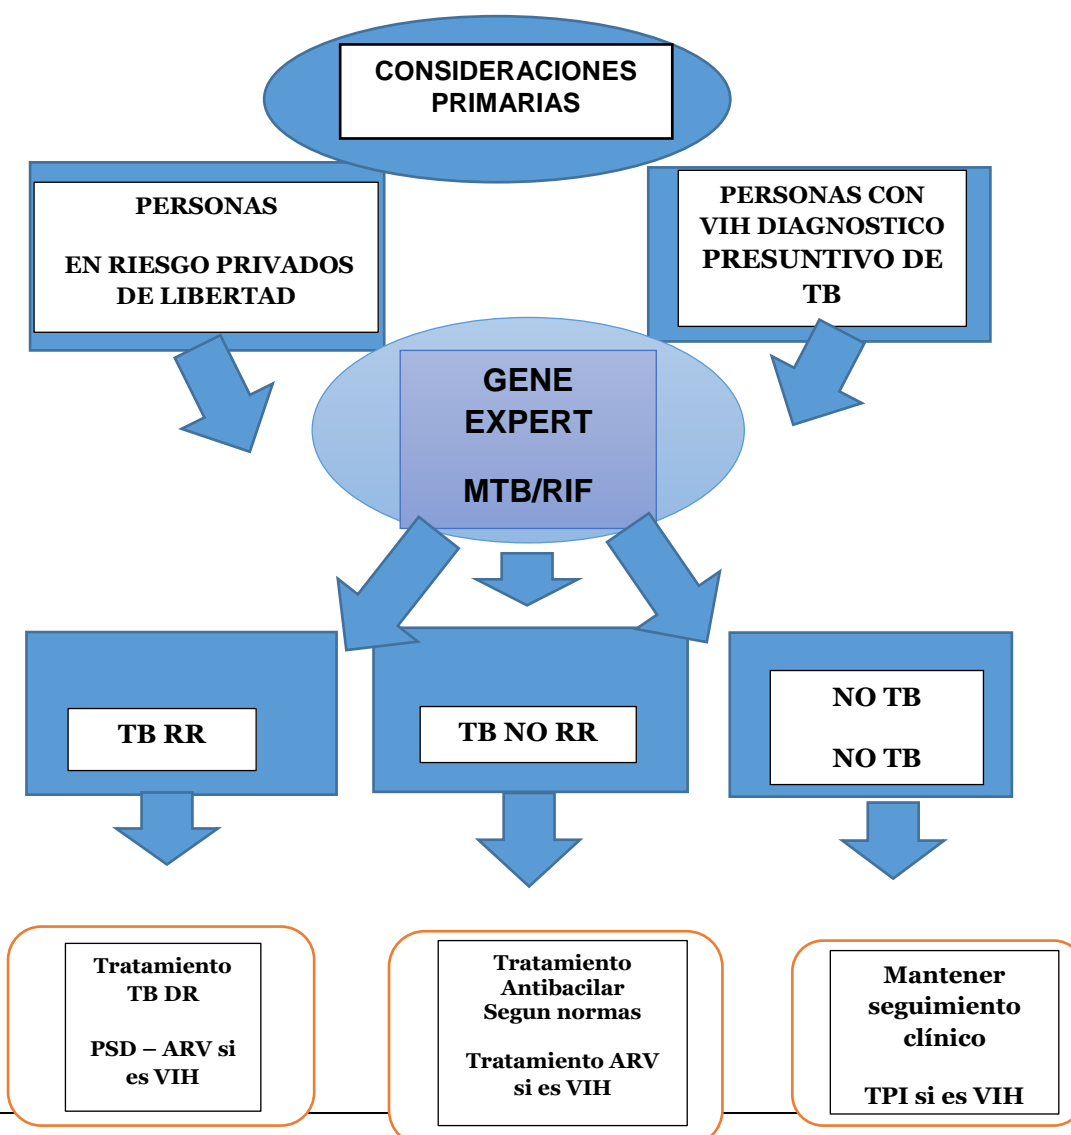 CONSIDERACIONES
PRIMARIAS
PERSONAS
EN RIESGO PRIVADOS
DE LIBERTAD
PERSONAS CON
VIH DIAGNOSTICO
PRESUNTIVO DE
TB
GENE
EXPERT
MTB/RIF
TB RR
TB NO RR
NO TB
NO TB
Tratamiento
TB DR
PSD – ARV si
es VIH
Tratamiento
Antibacilar
Segun normas
Tratamiento ARV
si es VIH
Mantener
seguimiento
clínico
TPI si es VIH